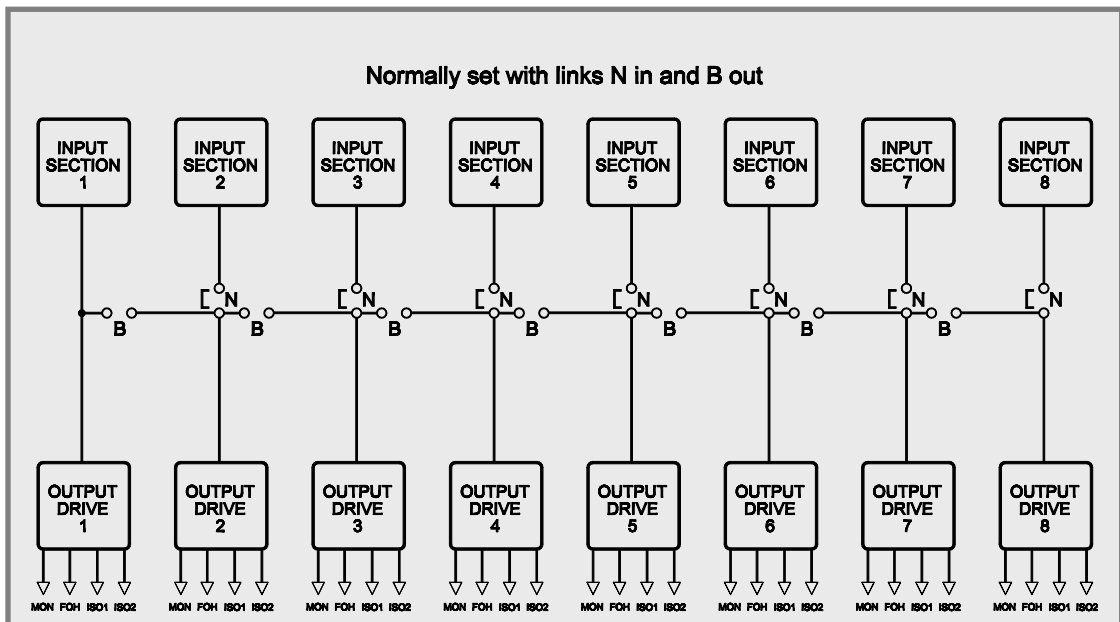 Normally set with links N in and B out
INPUT SECTION 1
INPUT SECTION 2
INPUT SECTION 3
INPUT SECTION 4
INPUT SECTION 5
INPUT SECTION 6
INPUT SECTION 7
INPUT SECTION 8
N N N N N N N
B B B B B B B
OUTPUT DRIVE 1
OUTPUT DRIVE 2
OUTPUT DRIVE 3
OUTPUT DRIVE 4
OUTPUT DRIVE 5
OUTPUT DRIVE 6
OUTPUT DRIVE 7
OUTPUT DRIVE 8
MON FOH ISO1 ISO2 MON FOH ISO1 ISO2 MON FOH ISO1 ISO2 MON FOH ISO1 ISO2 MON FOH ISO1 ISO2 MON FOH ISO1 ISO2 MON FOH ISO1 ISO2 MON FOH ISO1 ISO2